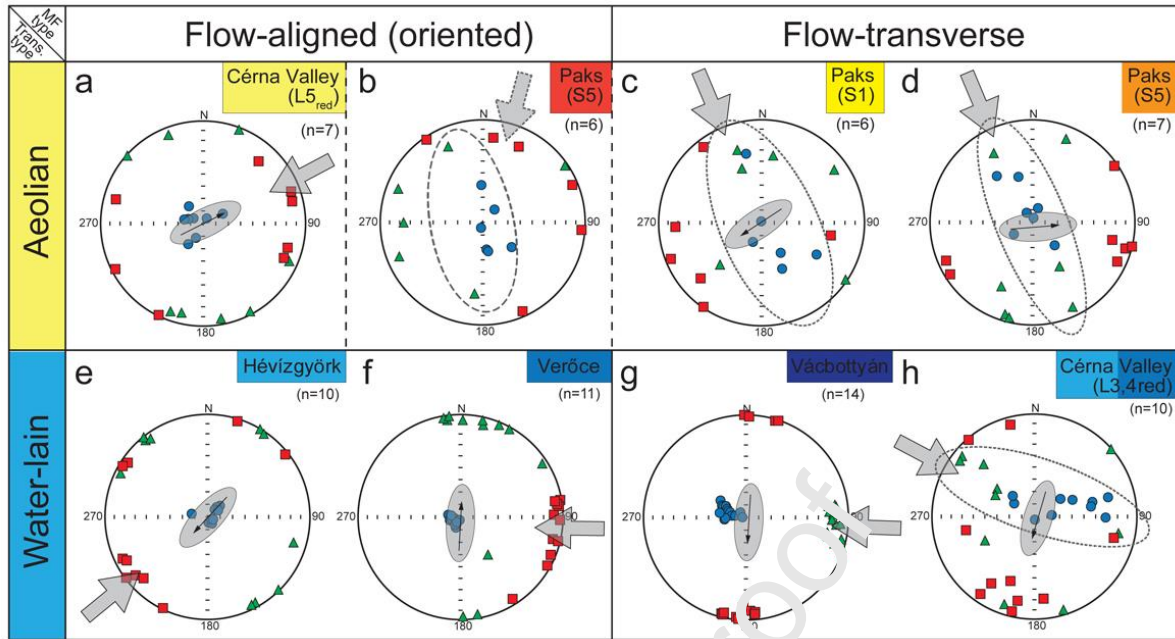 MF type
Trans. type
Flow-aligned (oriented)
Flow-transverse
Aeolian
a
Cérna Valley
(L5red)
(n=7)
N
270
90
180
b
Paks
(S5)
(n=6)
N
270
90
180
c
Paks
(S1)
(n=6)
N
270
90
180
d
Paks
(S5)
(n=7)
N
270
90
180
Water-lain
e
Hévízgyörk
(n=10)
N
270
90
180
f
Verőce
(n=11)
N
270
90
180
g
Vácbottyán
(n=14)
N
270
90
180
h
Cérna Valley
(L3,4red)
(n=10)
N
270
90
180
proof